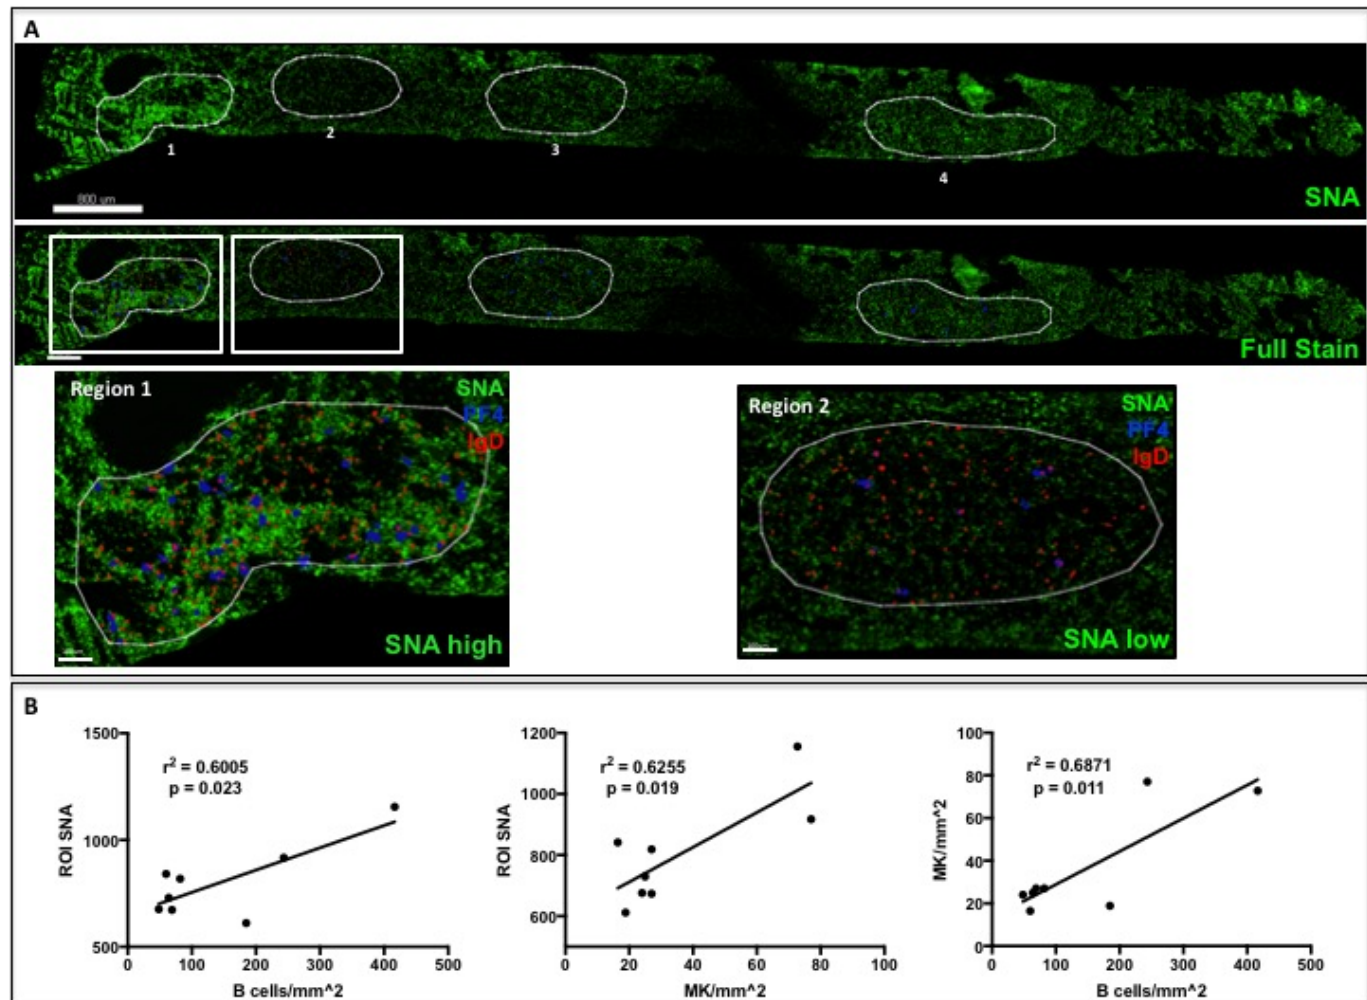 A
1
2
3
4
800 um
SNA
Full Stain
Region 1
SNA
PF4
IgD
SNA high
Region 2
SNA
PF4
IgD
SNA low
B
1500
1000
500
ROI SNA
r² = 0.6005
p = 0.023
0 100 200 300 400 500
B cells/mm^2
1200
1000
800
600
ROI SNA
r² = 0.6255
p = 0.019
0 20 40 60 80 100
MK/mm^2
100
80
60
40
20
0
MK/mm^2
r² = 0.6871
p = 0.011
0 100 200 300 400 500
B cells/mm^2